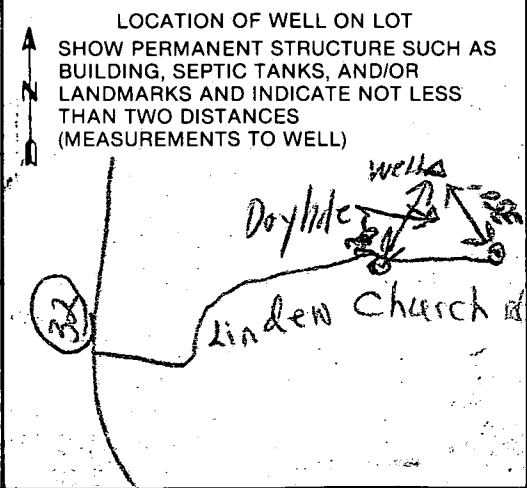 LOCATION OF WELL ON LOT
SHOW PERMANENT STRUCTURE SUCH AS
BUILDING, SEPTIC TANKS, AND/OR
LANDMARKS AND INDICATE NOT LESS
THAN TWO DISTANCES
(MEASUREMENTS TO WELL)
N
Well
32
Linden Church